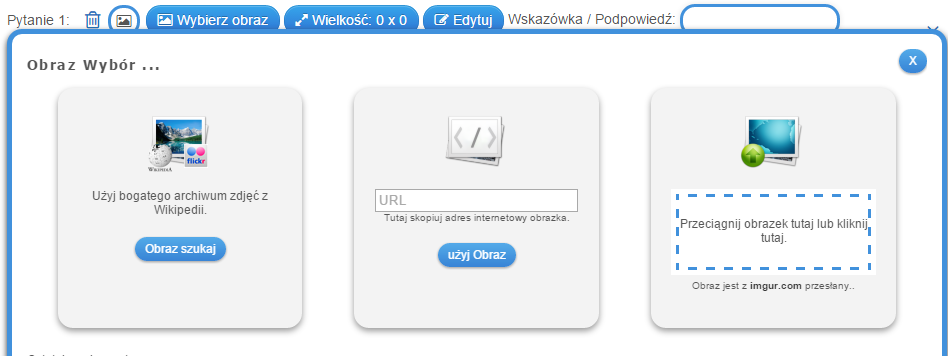 Pytanie 1: Wybierz obraz Wielkość: 0 x 0 Edytuj Wskazówka / Podpowiedź:
Obraz Wybór ...
X
WIKIPEDIA
flickr
Użyj bogatego archiwum zdjęć z
Wikipedii.
Obraz szukaj
</>
URL
Tutaj skopiuj adres internetowy obrazka.
użyj Obraz
Przeciągnij obrazek tutaj lub kliknij
tutaj.
Obraz jest z imgur.com przesłany..